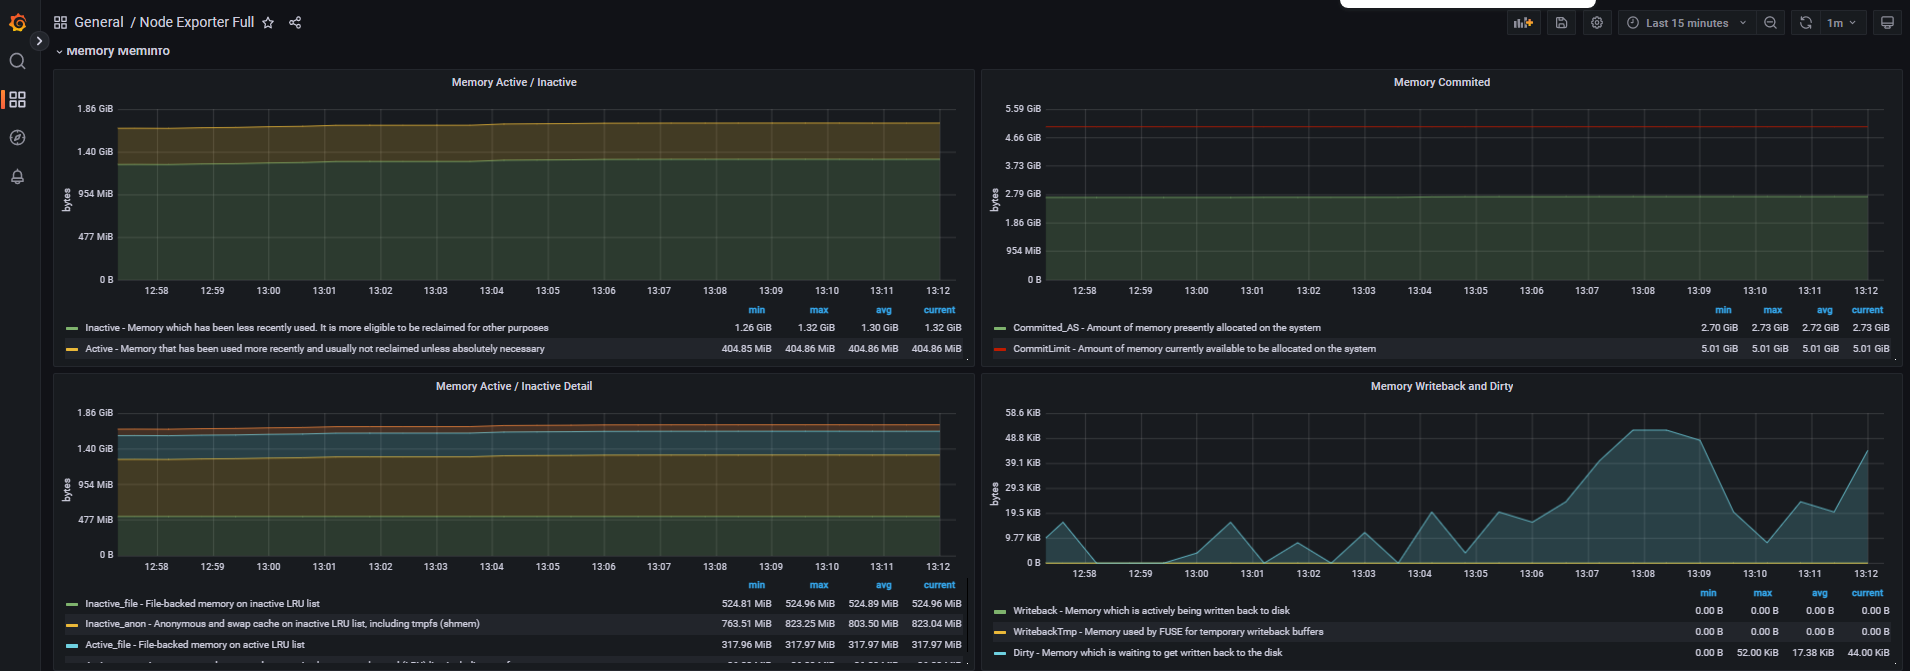 General / Node Exporter Full
Last 15 minutes
1m
Memory Meminfo
Memory Active / Inactive
1.86 GiB
1.40 GiB
954 MiB
477 MiB
0 B
bytes
12:58 12:59 13:00 13:01 13:02 13:03 13:04 13:05 13:06 13:07 13:08 13:09 13:10 13:11 13:12
min max avg current
Inactive - Memory which has been less recently used. It is more eligible to be reclaimed for other purposes 1.26 GiB 1.32 GiB 1.30 GiB 1.32 GiB
Active - Memory that has been used more recently and usually not reclaimed unless absolutely necessary 404.85 MiB 404.86 MiB 404.86 MiB 404.86 MiB
Memory Commited
5.59 GiB
4.66 GiB
3.73 GiB
2.79 GiB
1.86 GiB
954 MiB
0 B
bytes
12:58 12:59 13:00 13:01 13:02 13:03 13:04 13:05 13:06 13:07 13:08 13:09 13:10 13:11 13:12
min max avg current
Committed_AS - Amount of memory presently allocated on the system 2.70 GiB 2.73 GiB 2.72 GiB 2.73 GiB
CommitLimit - Amount of memory currently available to be allocated on the system 5.01 GiB 5.01 GiB 5.01 GiB 5.01 GiB
Memory Active / Inactive Detail
1.86 GiB
1.40 GiB
954 MiB
477 MiB
0 B
bytes
12:58 12:59 13:00 13:01 13:02 13:03 13:04 13:05 13:06 13:07 13:08 13:09 13:10 13:11 13:12
min max avg current
Inactive_file - File-backed memory on inactive LRU list 524.81 MiB 524.96 MiB 524.89 MiB 524.96 MiB
Inactive_anon - Anonymous and swap cache on inactive LRU list, including tmpfs (shmem) 763.51 MiB 823.25 MiB 803.50 MiB 823.04 MiB
Active_file - File-backed memory on active LRU list 317.96 MiB 317.97 MiB 317.97 MiB 317.97 MiB
Memory Writeback and Dirty
58.6 KiB
48.8 KiB
39.1 KiB
29.3 KiB
19.5 KiB
9.77 KiB
0 B
bytes
12:58 12:59 13:00 13:01 13:02 13:03 13:04 13:05 13:06 13:07 13:08 13:09 13:10 13:11 13:12
min max avg current
Writeback - Memory which is actively being written back to disk 0.00 B 0.00 B 0.00 B 0.00 B
WritebackTmp - Memory used by FUSE for temporary writeback buffers 0.00 B 0.00 B 0.00 B 0.00 B
Dirty - Memory which is waiting to get written back to the disk 0.00 B 52.00 KiB 17.38 KiB 44.00 KiB